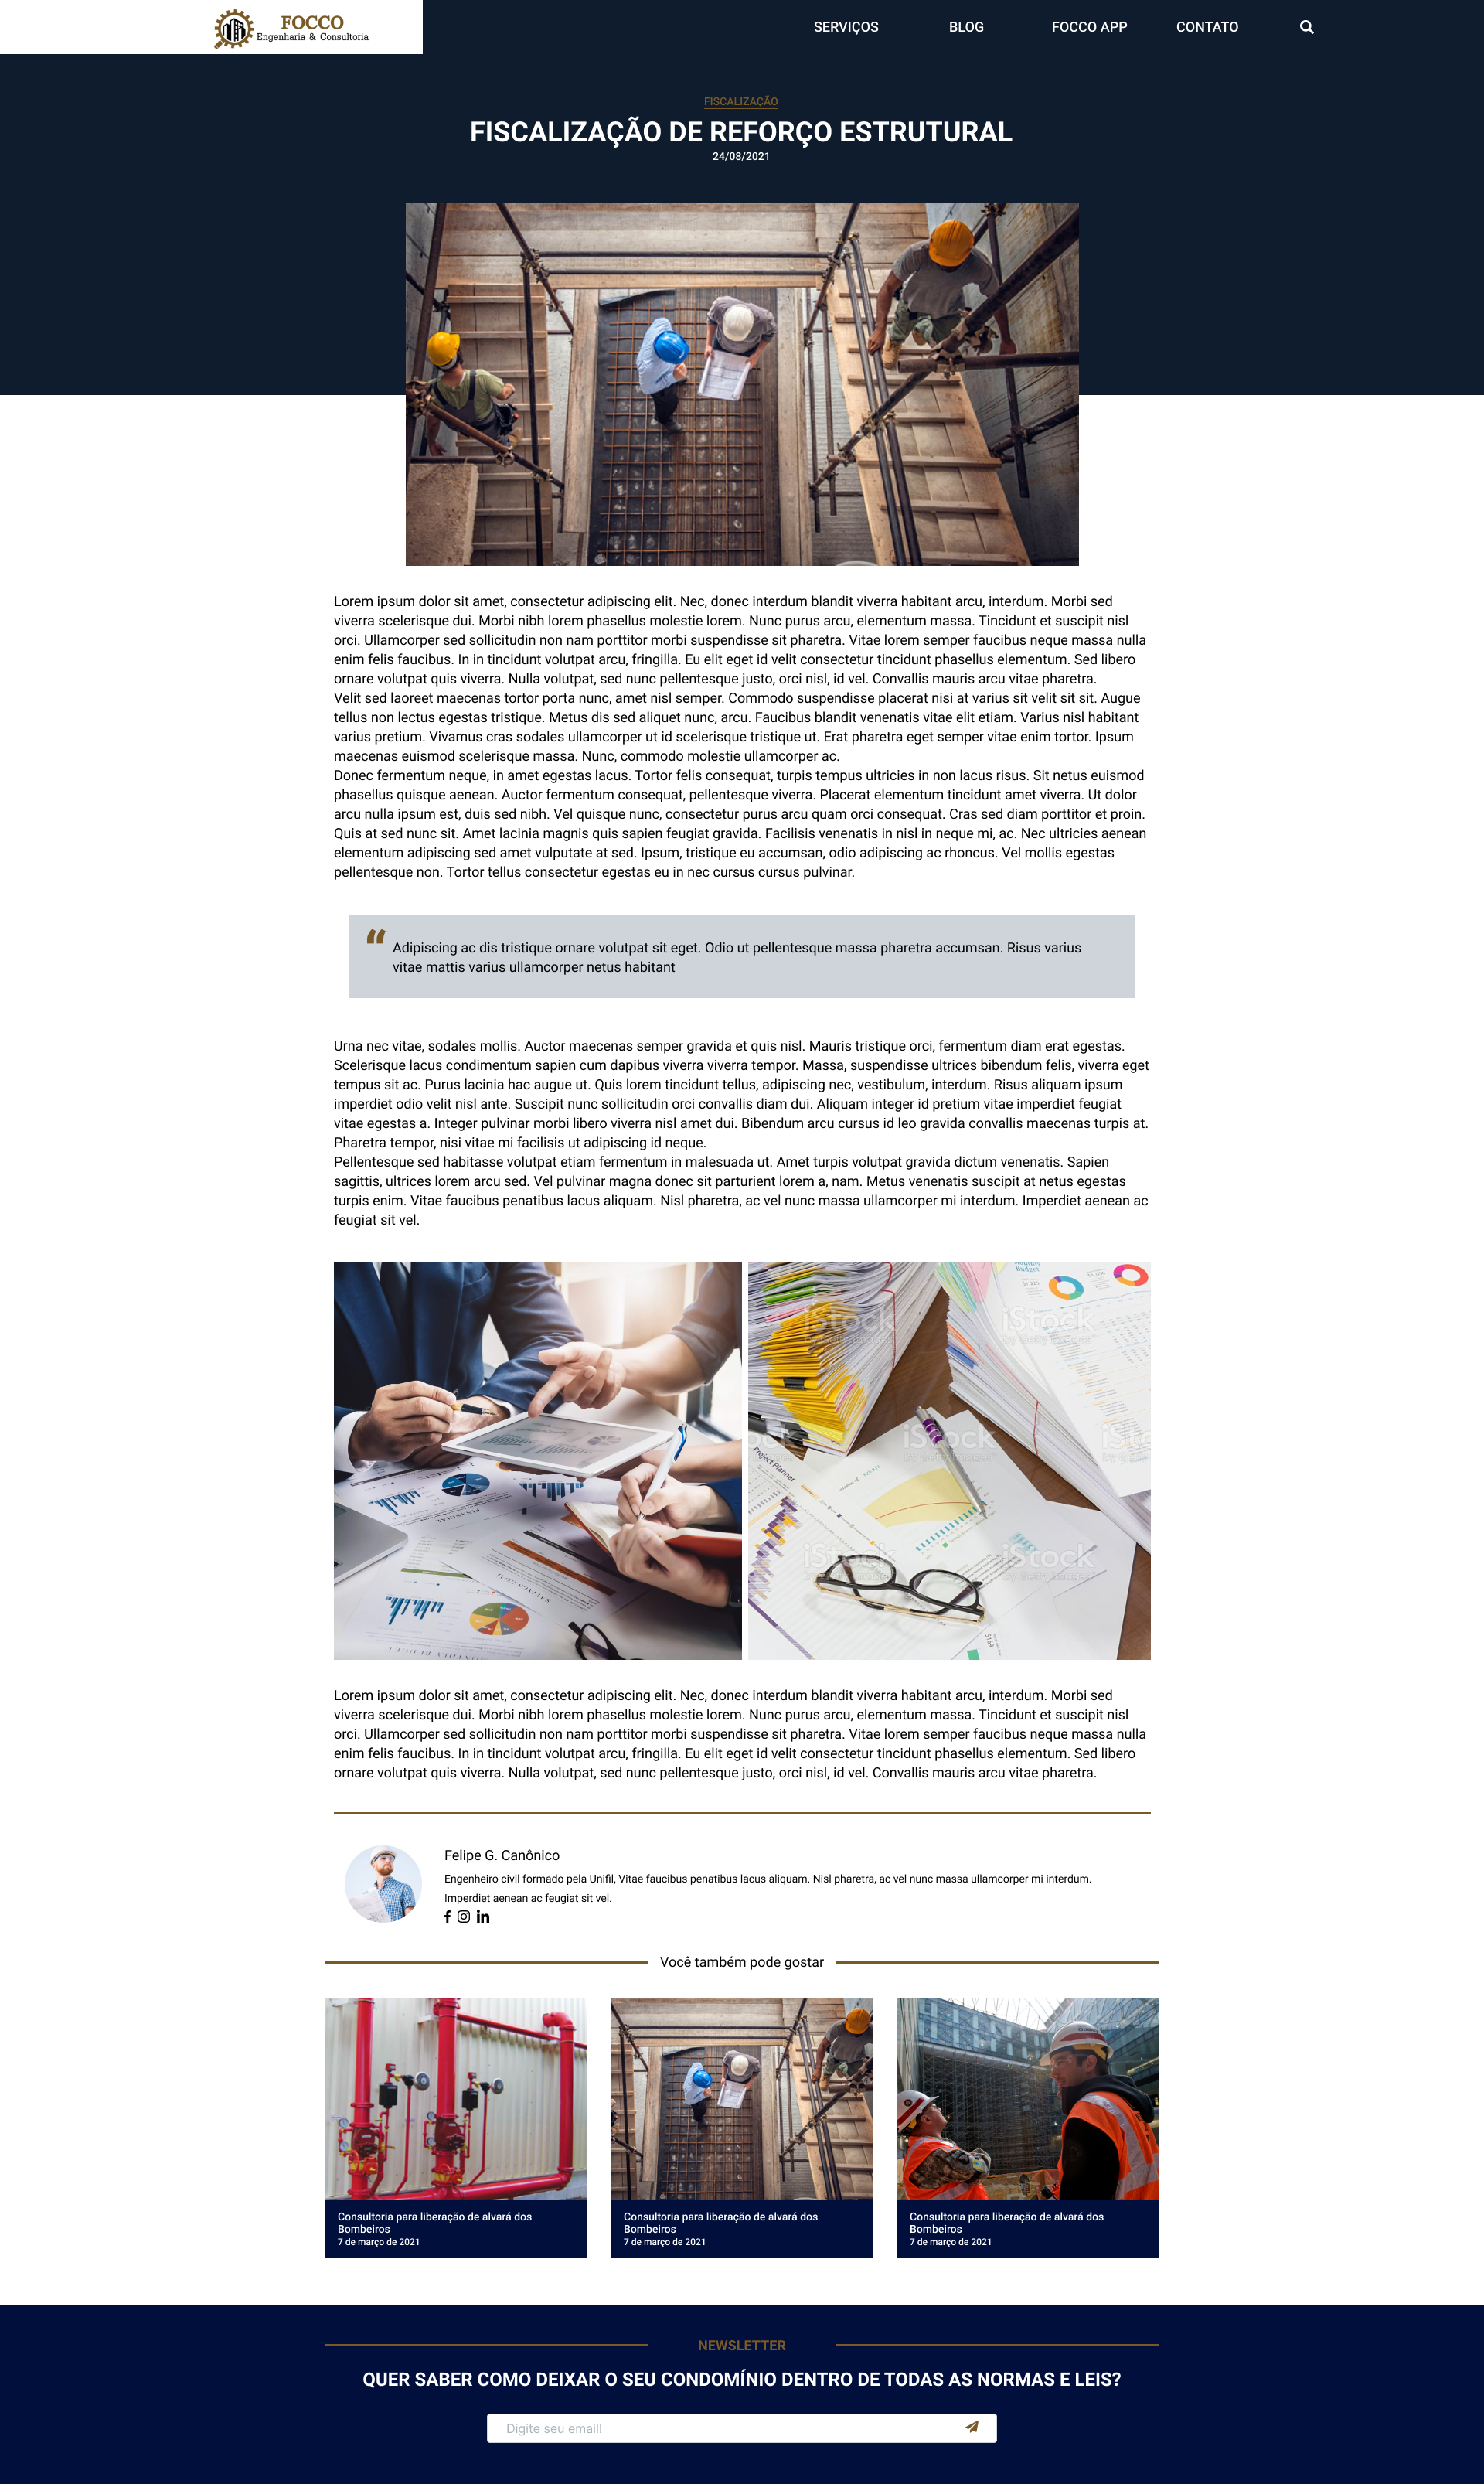 FOCCO
Engenharia & Consultoria
SERVIÇOS
BLOG
FOCCO APP
CONTATO
FISCALIZAÇÃO
FISCALIZAÇÃO DE REFORÇO ESTRUTURAL
24/08/2021
Lorem ipsum dolor sit amet, consectetur adipiscing elit. Nec, donec interdum blandit viverra habitant arcu, interdum. Morbi sed
viverra scelerisque dui. Morbi nibh lorem phasellus molestie lorem. Nunc purus arcu, elementum massa. Tincidunt et suscipit nisl
orci. Ullamcorper sed sollicitudin non nam porttitor morbi suspendisse sit pharetra. Vitae lorem semper faucibus neque massa nulla
enim felis faucibus. In in tincidunt volutpat arcu, fringilla. Eu elit eget id velit consectetur tincidunt phasellus elementum. Sed libero
ornare volutpat quis viverra. Nulla volutpat, sed nunc pellentesque justo, orci nisl, id vel. Convallis mauris arcu vitae pharetra.
Velit sed laoreet maecenas tortor porta nunc, amet nisl semper. Commodo suspendisse placerat nisi at varius sit velit sit sit. Augue
tellus non lectus egestas tristique. Metus dis sed aliquet nunc, arcu. Faucibus blandit venenatis vitae elit etiam. Varius nisl habitant
varius pretium. Vivamus cras sodales ullamcorper ut id scelerisque tristique ut. Erat pharetra eget semper vitae enim tortor. Ipsum
maecenas euismod scelerisque massa. Nunc, commodo molestie ullamcorper ac.
Donec fermentum neque, in amet egestas lacus. Tortor felis consequat, turpis tempus ultricies in non lacus risus. Sit netus euismod
phasellus quisque aenean. Auctor fermentum consequat, pellentesque viverra. Placerat elementum tincidunt amet viverra. Ut dolor
arcu nulla ipsum est, duis sed nibh. Vel quisque nunc, consectetur purus arcu quam orci consequat. Cras sed diam porttitor et proin.
Quis at sed nunc sit. Amet lacinia magnis quis sapien feugiat gravida. Facilisis venenatis in nisl in neque mi, ac. Nec ultricies aenean
elementum adipiscing sed amet vulputate at sed. Ipsum, tristique eu accumsan, odio adipiscing ac rhoncus. Vel mollis egestas
pellentesque non. Tortor tellus consectetur egestas eu in nec cursus cursus pulvinar.
“
Adipiscing ac dis tristique ornare volutpat sit eget. Odio ut pellentesque massa pharetra accumsan. Risus varius
vitae mattis varius ullamcorper netus habitant
Urna nec vitae, sodales mollis. Auctor maecenas semper gravida et quis nisl. Mauris tristique orci, fermentum diam erat egestas.
Scelerisque lacus condimentum sapien cum dapibus viverra viverra tempor. Massa, suspendisse ultrices bibendum felis, viverra eget
tempus sit ac. Purus lacinia hac augue ut. Quis lorem tincidunt tellus, adipiscing nec, vestibulum, interdum. Risus aliquam ipsum
imperdiet odio velit nisl ante. Suscipit nunc sollicitudin orci convallis diam dui. Aliquam integer id pretium vitae imperdiet feugiat
vitae egestas a. Integer pulvinar morbi libero viverra nisl amet dui. Bibendum arcu cursus id leo gravida convallis maecenas turpis at.
Pharetra tempor, nisi vitae mi facilisis ut adipiscing id neque.
Pellentesque sed habitasse volutpat etiam fermentum in malesuada ut. Amet turpis volutpat gravida dictum venenatis. Sapien
sagittis, ultrices lorem arcu sed. Vel pulvinar magna donec sit parturient lorem a, nam. Metus venenatis suscipit at netus egestas
turpis enim. Vitae faucibus penatibus lacus aliquam. Nisl pharetra, ac vel nunc massa ullamcorper mi interdum. Imperdiet aenean ac
feugiat sit vel.
iStock
iStock
iStock
Project Planner
iStock
iStock
Lorem ipsum dolor sit amet, consectetur adipiscing elit. Nec, donec interdum blandit viverra habitant arcu, interdum. Morbi sed
viverra scelerisque dui. Morbi nibh lorem phasellus molestie lorem. Nunc purus arcu, elementum massa. Tincidunt et suscipit nisl
orci. Ullamcorper sed sollicitudin non nam porttitor morbi suspendisse sit pharetra. Vitae lorem semper faucibus neque massa nulla
enim felis faucibus. In in tincidunt volutpat arcu, fringilla. Eu elit eget id velit consectetur tincidunt phasellus elementum. Sed libero
ornare volutpat quis viverra. Nulla volutpat, sed nunc pellentesque justo, orci nisl, id vel. Convallis mauris arcu vitae pharetra.
Felipe G. Canônico
Engenheiro civil formado pela Unifil, Vitae faucibus penatibus lacus aliquam. Nisl pharetra, ac vel nunc massa ullamcorper mi interdum.
Imperdiet aenean ac feugiat sit vel.
Você também pode gostar
Consultoria para liberação de alvará dos
Bombeiros
7 de março de 2021
Consultoria para liberação de alvará dos
Bombeiros
7 de março de 2021
Consultoria para liberação de alvará dos
Bombeiros
7 de março de 2021
NEWSLETTER
QUER SABER COMO DEIXAR O SEU CONDOMÍNIO DENTRO DE TODAS AS NORMAS E LEIS?
Digite seu email!